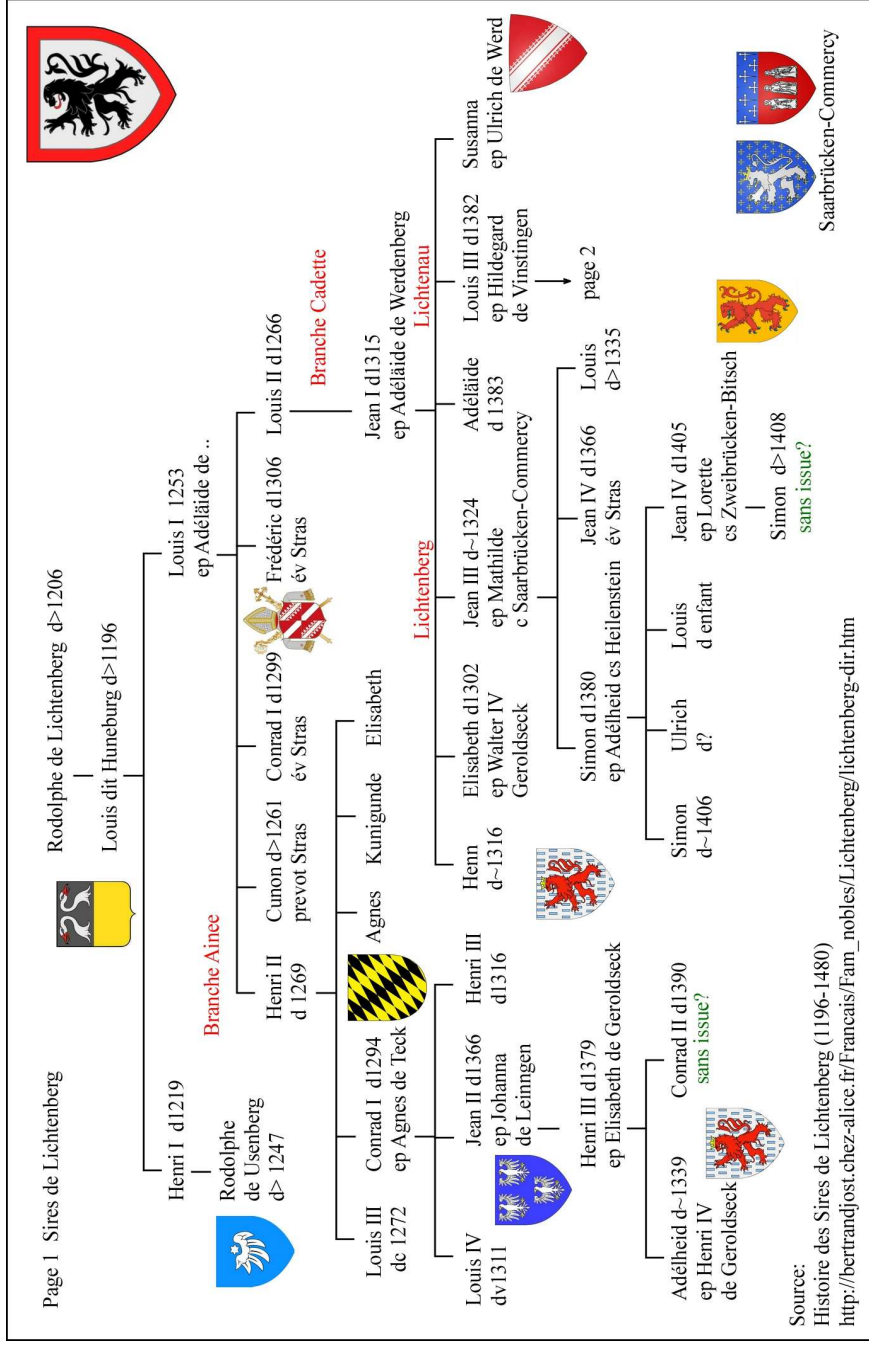 Page 1  Sires de Lichtenberg
Rodolphe de Lichtenberg  d>1206
Louis dit Huneburg d>1196
Henri I  d1219
Louis I  1253
ep Adélaïde de ..
Rodolphe
de Usenberg
d> 1247
Branche Ainee
Henri II
d 1269
Cunon d>1261
prevot Stras
Conrad I d1299
év Stras
Frédéric d1306
év Stras
Louis II d1266
Branche Cadette
Louis III
dc 1272
Conrad I  d1294
ep Agnes de Teck
Agnes
Kunigunde
Elisabeth
Jean I d1315
ep Adélaïde de Werdenberg
Lichtenberg
Lichtenau
Louis IV
dv1311
Jean II d1366
ep Johanna
de Leinngen
Henri III
d1316
Henn
d~1316
Elisabeth d1302
ep Walter IV
Geroldseck
Jean III d~1324
ep Mathilde
c Saarbrücken-Commercy
Adélaïde
d 1383
Louis III d1382
ep Hildegard
de Vinstingen
Susanna
ep Ulrich de Werd
page 2
Henri III d1379
ep Elisabeth de Geroldseck
Simon d1380
ep Adélheid cs Heilenstein
Jean IV d1366
év Stras
Louis
d>1335
Adélheid d~1339
ep Henri IV
de Geroldseck
Conrad II d1390
sans issue?
Simon
d~1406
Ulrich
d?
Louis
d enfant
Jean IV d1405
ep Lorette
cs Zweibrücken-Bitsch
Simon  d>1408
sans issue?
Saarbrücken-Commercy
Source:
Histoire des Sires de Lichtenberg (1196-1480)
http://bertrandjost.chez-alice.fr/Francais/Fam_nobles/Lichtenberg/lichtenberg-dir.htm